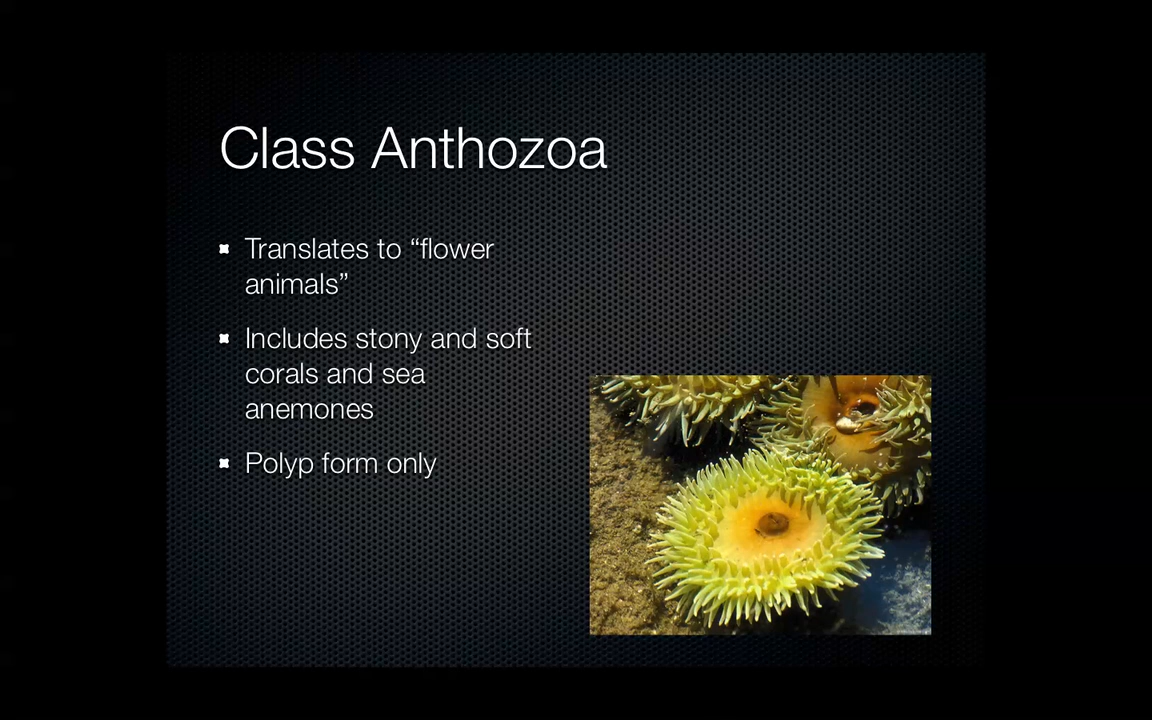 Class Anthozoa
Translates to “flower
animals”
Includes stony and soft
corals and sea
anemones
Polyp form only